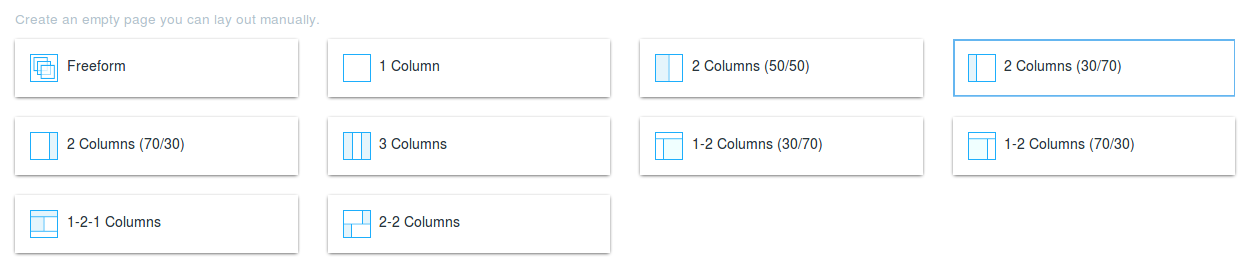 Create an empty page you can lay out manually.
Freeform
1 Column
2 Columns (50/50)
2 Columns (30/70)
2 Columns (70/30)
3 Columns
1-2 Columns (30/70)
1-2 Columns (70/30)
1-2-1 Columns
2-2 Columns